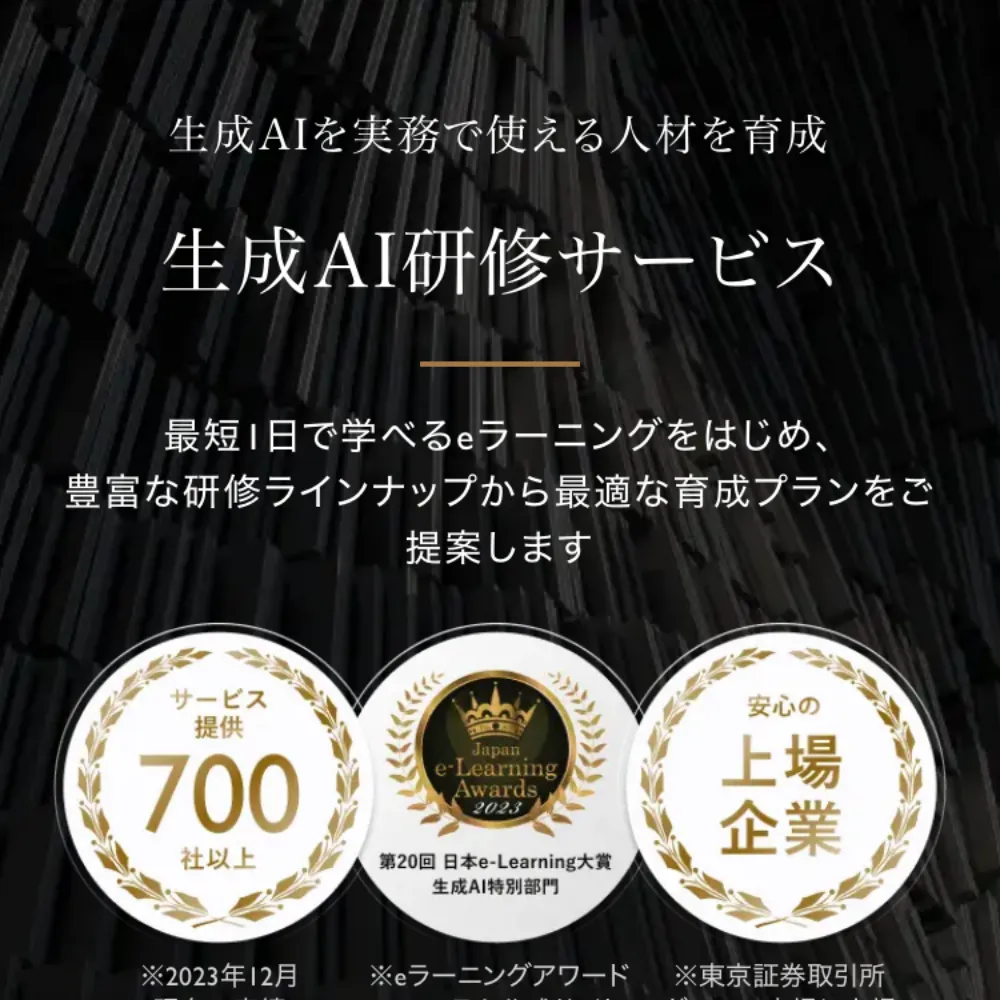 生成AIを実務で使える人材を育成
生成AI研修サービス
最短1日で学べるeラーニングをはじめ、
豊富な研修ラインナップから最適な育成プランをご
提案します
サービス
提供
700
社以上
Japan
e-Learning
Awards
2023
第20回 日本e-Learning大賞
生成AI特別部門
安心の
上場
企業
※2023年12月
※eラーニングアワード
※東京証券取引所